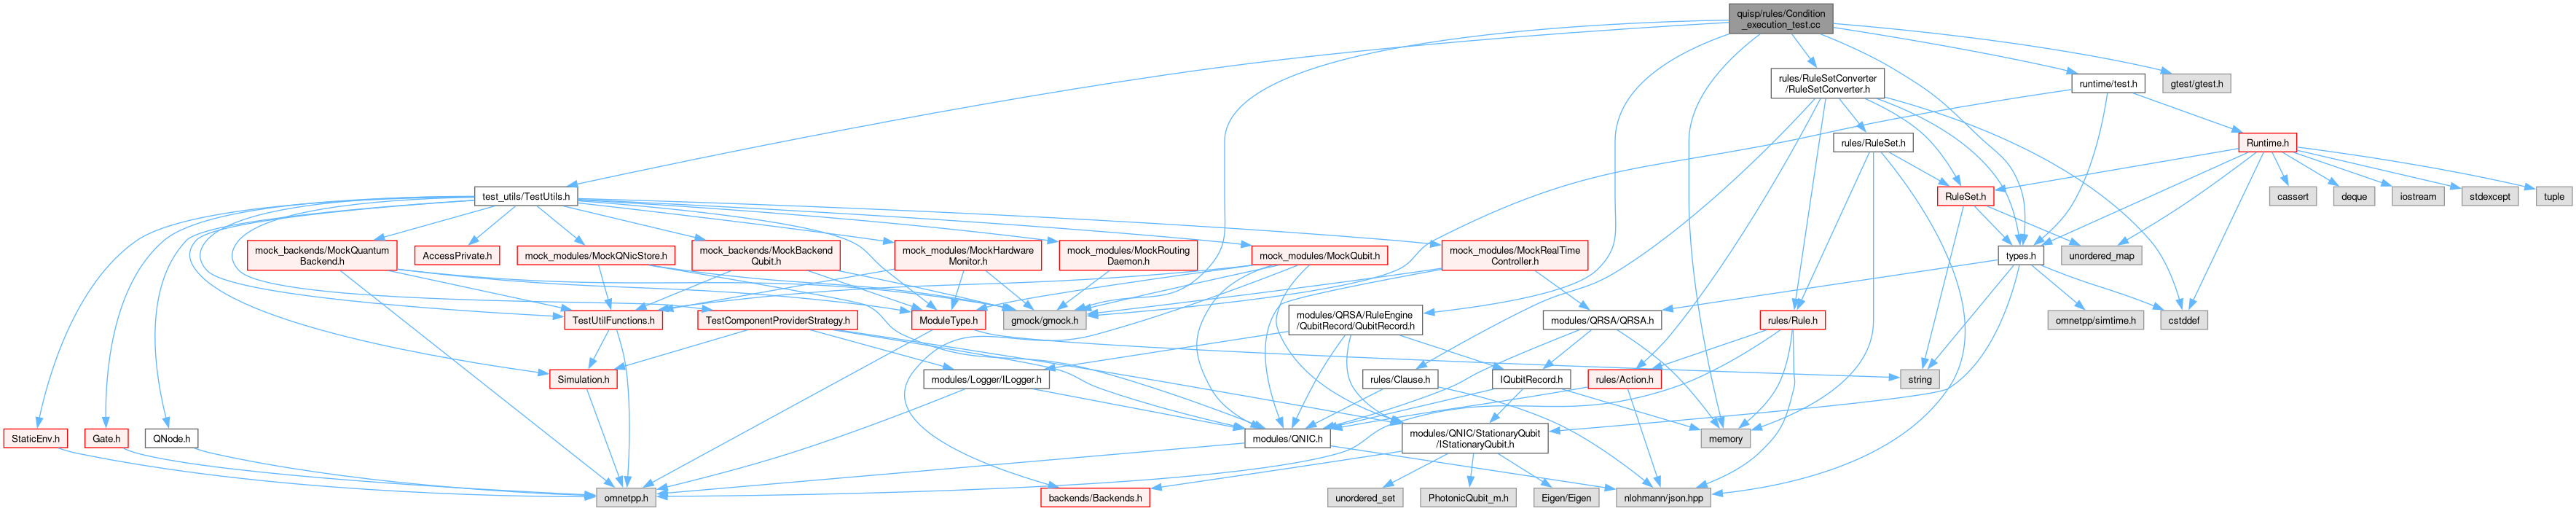 quisp/rules/Condition
_execution_test.cc
rules/RuleSetConverter
/RuleSetConverter.h
runtime/test.h
gtest/gtest.h
rules/RuleSet.h
Runtime.h
test_utils/TestUtils.h
RuleSet.h
cassert
deque
iostream
stdexcept
tuple
mock_backends/MockQuantum
Backend.h
AccessPrivate.h
mock_modules/MockQNicStore.h
mock_backends/MockBackend
Qubit.h
mock_modules/MockHardware
Monitor.h
mock_modules/MockRouting
Daemon.h
mock_modules/MockQubit.h
mock_modules/MockRealTime
Controller.h
types.h
unordered_map
TestUtilFunctions.h
TestComponentProviderStrategy.h
ModuleType.h
gmock/gmock.h
modules/QRSA/RuleEngine
/QubitRecord/QubitRecord.h
modules/QRSA/QRSA.h
rules/Rule.h
omnetpp/simtime.h
cstddef
Simulation.h
modules/Logger/ILogger.h
rules/Clause.h
IQubitRecord.h
rules/Action.h
string
StaticEnv.h
Gate.h
QNode.h
modules/QNIC.h
modules/QNIC/StationaryQubit
/IStationaryQubit.h
memory
omnetpp.h
backends/Backends.h
unordered_set
PhotonicQubit_m.h
Eigen/Eigen
nlohmann/json.hpp